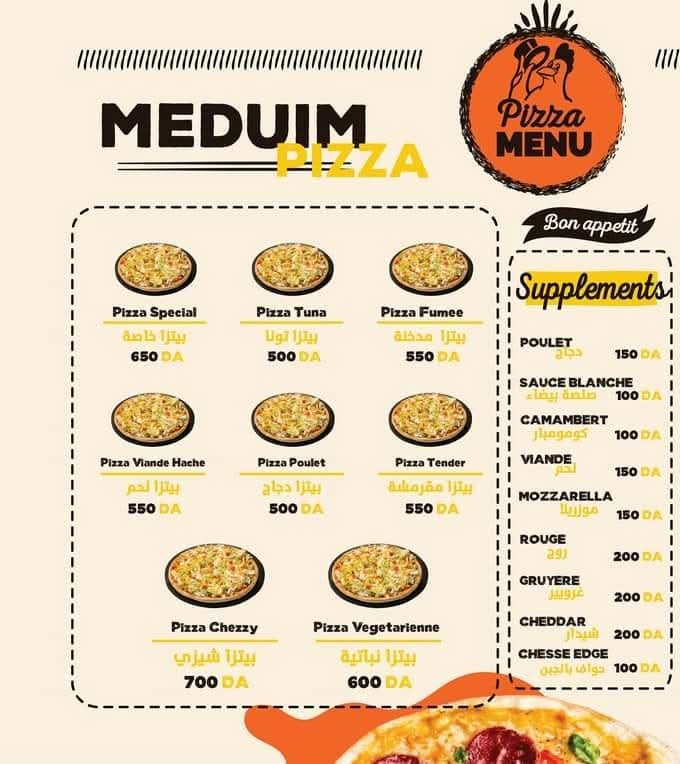 MEDUIM
PIZZA
Pizza
MENU
Bon appetit
Pizza Special
بيتزا خاصة
650 DA
Pizza Tuna
بيتزا تونا
500 DA
Pizza Fumee
بيتزا مدخنة
550 DA
Pizza Viande Hache
بيتزا لحم
550 DA
Pizza Poulet
بيتزا دجاج
500 DA
Pizza Tender
بيتزا مقرمشة
550 DA
Pizza Chezzy
بيتزا شيزي
700 DA
Pizza Vegetarienne
بيتزا نباتية
600 DA
Supplements
POULET
دجاج
150 DA
SAUCE BLANCHE
صلصة بيضاء
100 DA
CAMAMBERT
كومومبار
100 DA
VIANDE
لحم
150 DA
MOZZARELLA
موزريلا
150 DA
ROUGE
روج
200 DA
GRUYERE
غرويير
200 DA
CHEDDAR
شيدار
200 DA
CHESSE EDGE
حواف بالجبن
100 DA